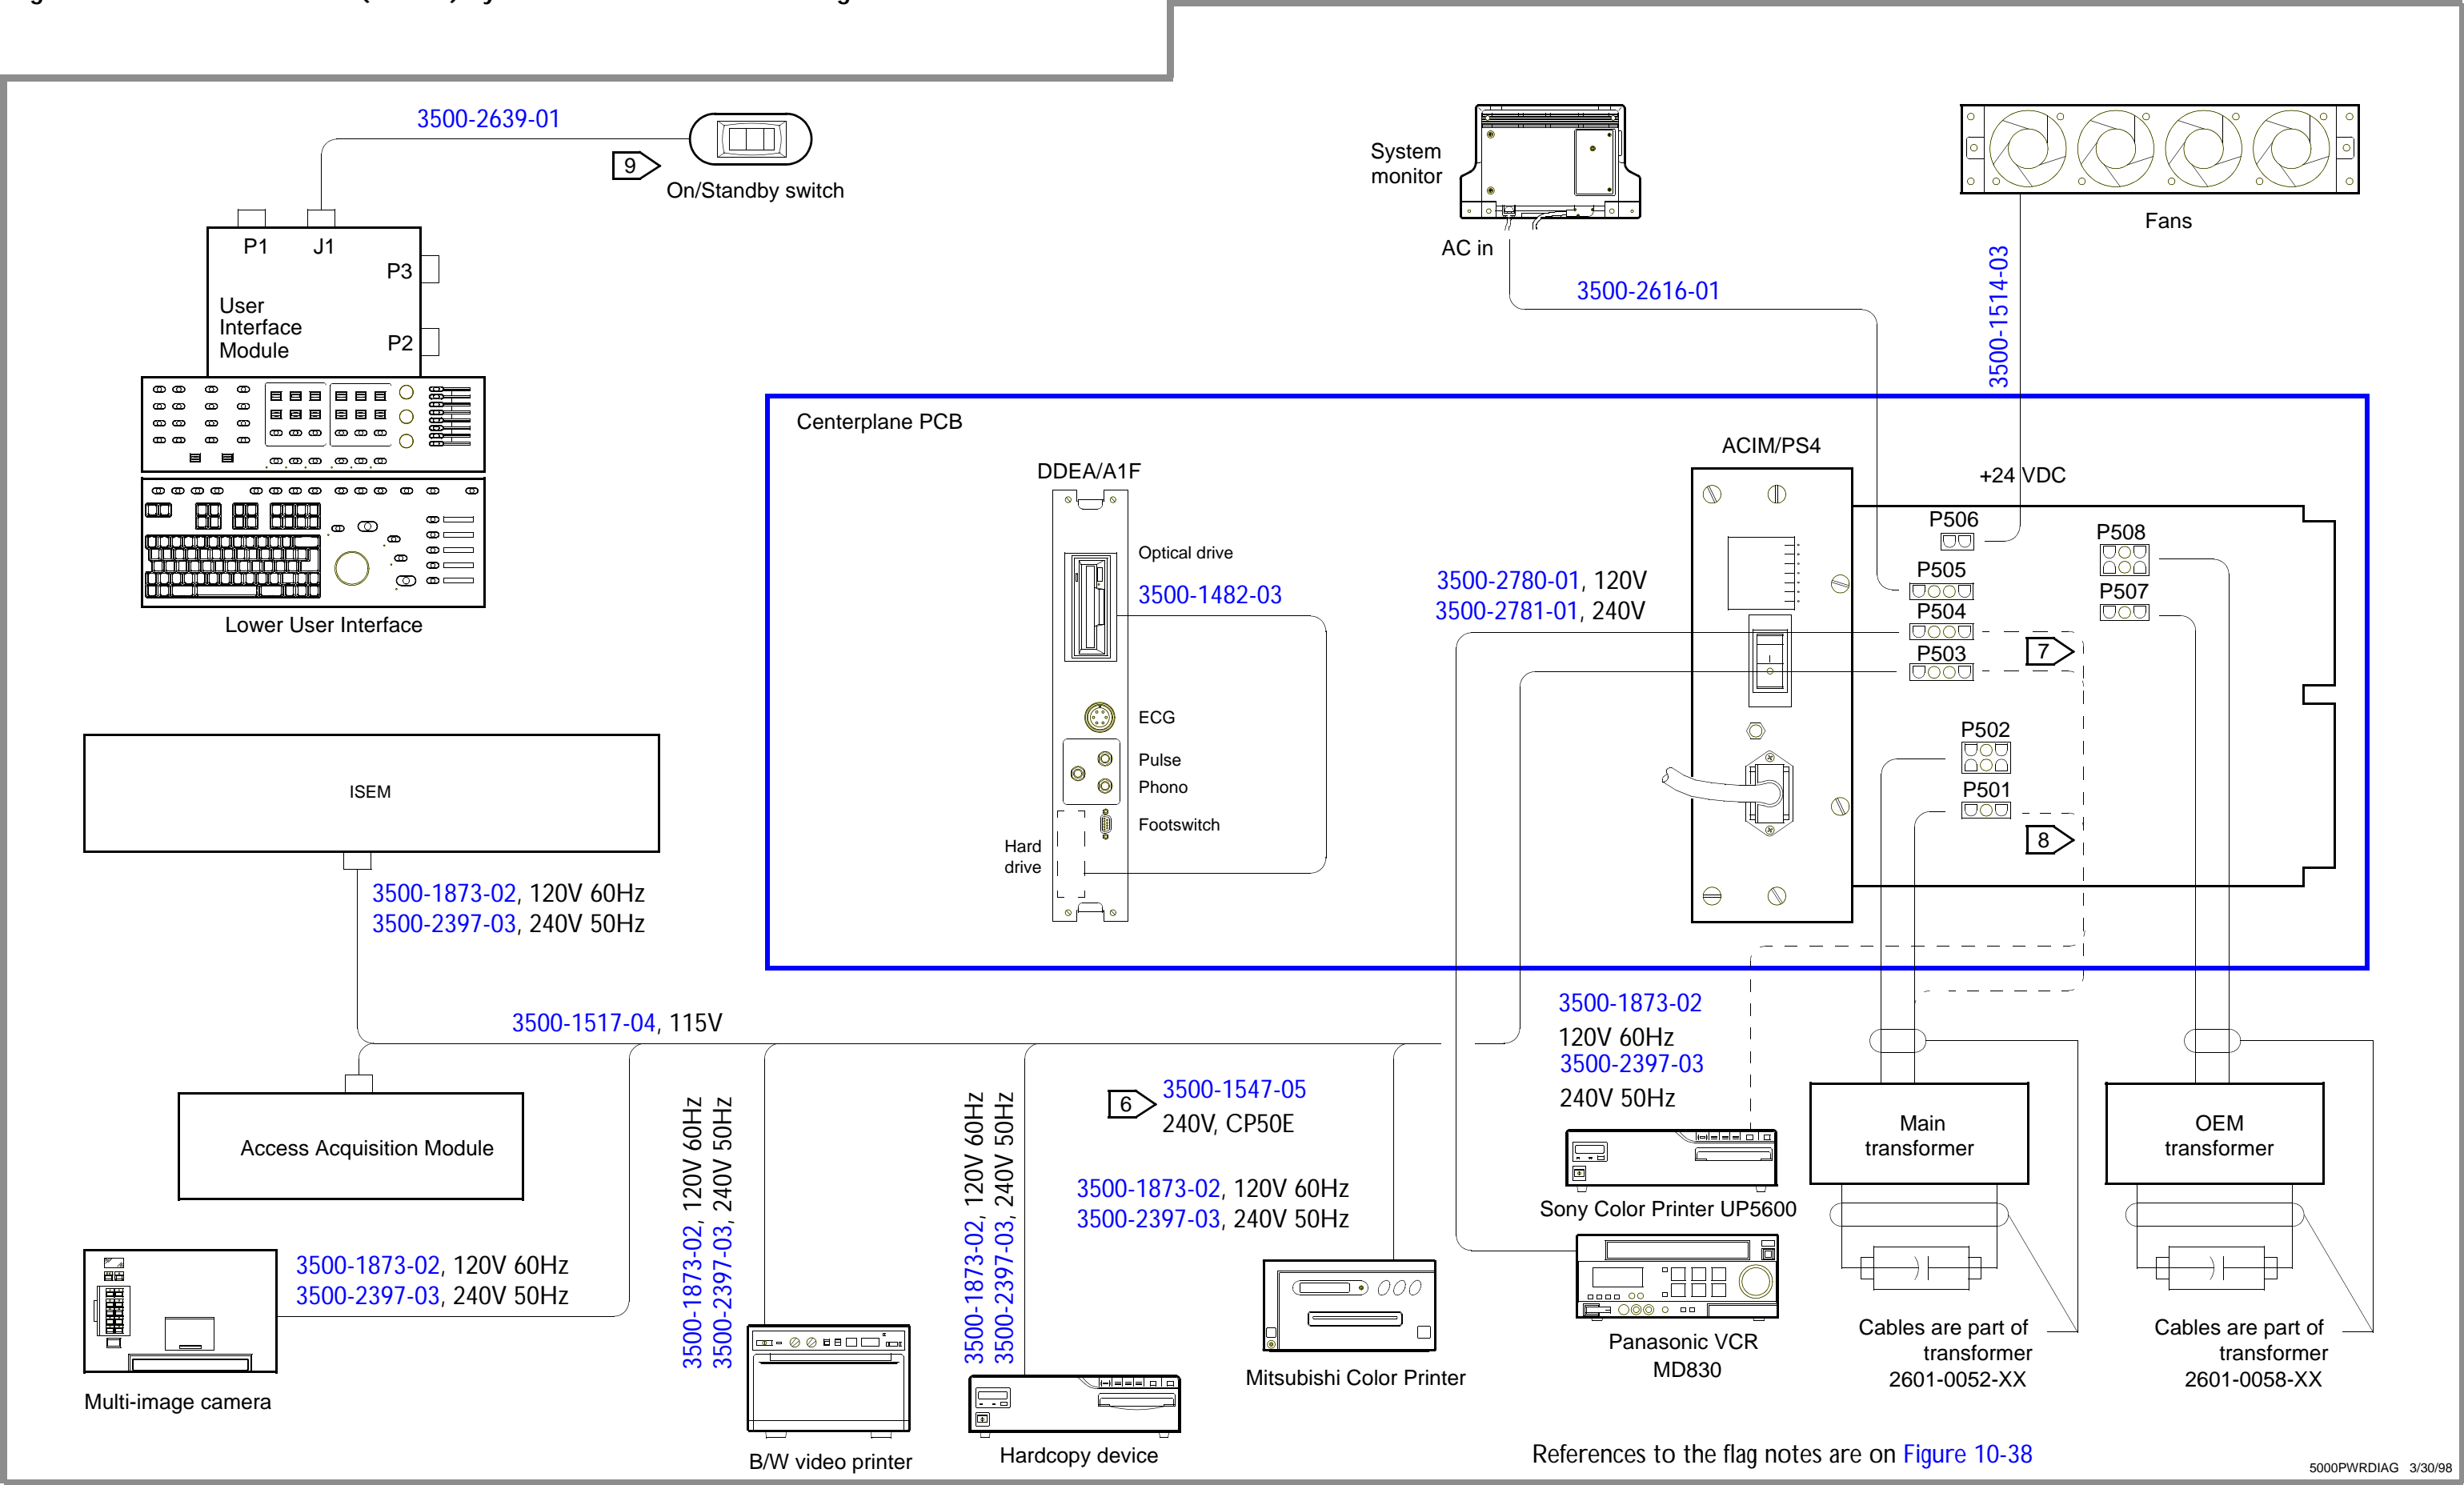 3500-2639-01
9
On/Standby switch
P1
J1
P3
P2
User
Interface
Module
Lower User Interface
System
monitor
AC in
3500-2616-01
Fans
3500-1514-03
Centerplane PCB
DDEA/A1F
Optical drive
3500-1482-03
ECG
Pulse
Phono
Footswitch
Hard
drive
ACIM/PS4
+24 VDC
P506
P508
P505
P507
P504
P503
7
P502
P501
8
3500-2780-01, 120V
3500-2781-01, 240V
ISEM
3500-1873-02, 120V 60Hz
3500-2397-03, 240V 50Hz
3500-1517-04, 115V
Access Acquisition Module
3500-1873-02, 120V 60Hz
3500-2397-03, 240V 50Hz
Multi-image camera
3500-1873-02, 120V 60Hz
3500-2397-03, 240V 50Hz
B/W video printer
3500-1873-02, 120V 60Hz
3500-2397-03, 240V 50Hz
Hardcopy device
6
3500-1547-05
240V, CP50E
3500-1873-02, 120V 60Hz
3500-2397-03, 240V 50Hz
Mitsubishi Color Printer
3500-1873-02
120V 60Hz
3500-2397-03
240V 50Hz
Sony Color Printer UP5600
Panasonic VCR
MD830
Main
transformer
Cables are part of
transformer
2601-0052-XX
OEM
transformer
Cables are part of
transformer
2601-0058-XX
References to the flag notes are on Figure 10-38
5000PWRDIAG 3/30/98